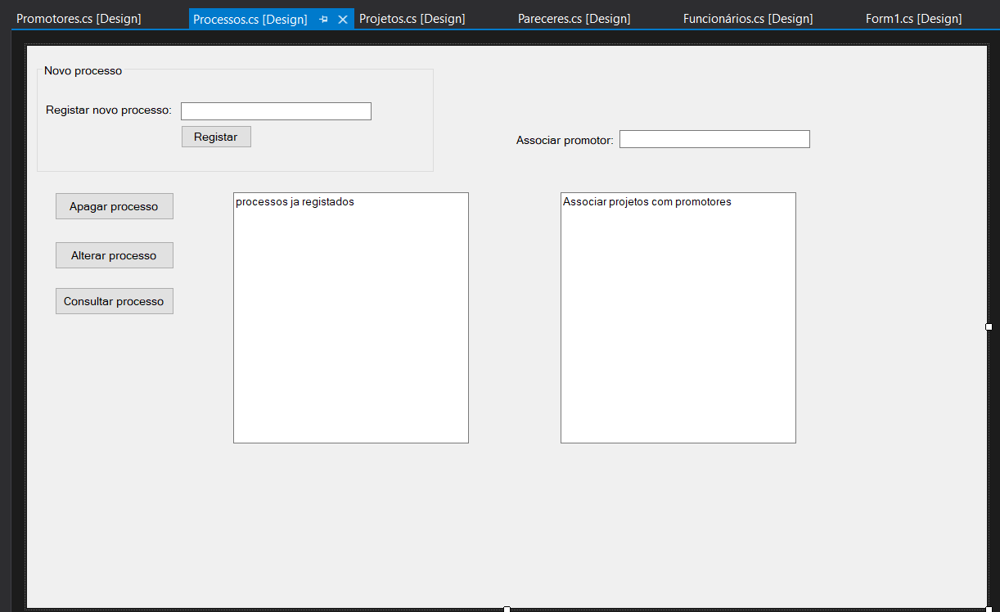 Promotores.cs [Design]
Processos.cs [Design]
Projetos.cs [Design]
Pareceres.cs [Design]
Funcionários.cs [Design]
Form1.cs [Design]
Novo processo
Registar novo processo:
Registar
Associar promotor:
Apagar processo
Alterar processo
Consultar processo
processos ja registados
Associar projetos com promotores